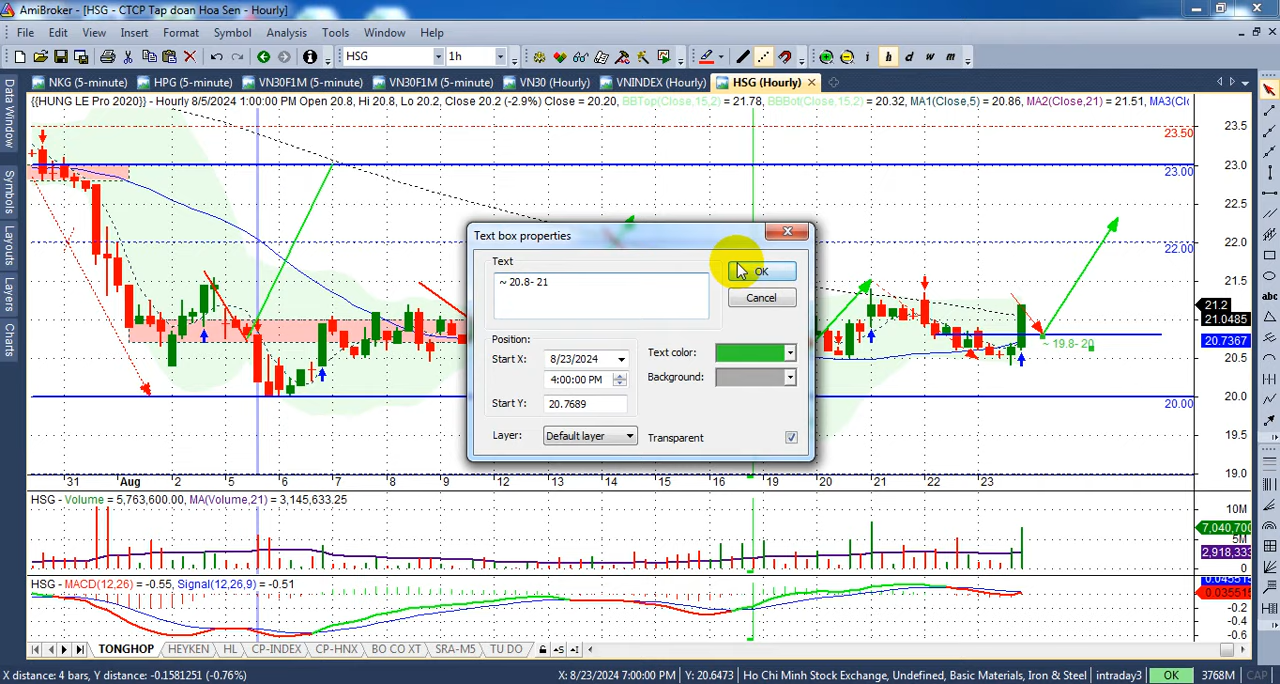 AmiBroker - [HSG - CTCP Tap doan Hoa Sen - Hourly]
File Edit View Insert Format Symbol Analysis Tools Window Help
HSG 1h i h d w m
NKG (5-minute) HPG (5-minute) VN30F1M (5-minute) VN30F1M (5-minute) VN30 (Hourly) VNINDEX (Hourly) HSG (Hourly)
{{HUNG LE Pro 2020}} - Hourly 8/5/2024 1:00:00 PM Open 20.8, Hi 20.8, Lo 20.2, Close 20.2 (-2.9%) Close = 20.20, BBTop(Close,15,2) = 21.78, BBBot(Close,15,2) = 20.32, MA1(Close,5) = 20.86, MA2(Close,21) = 21.51, MA3(Clo
Data Window
Symbols
Layouts
Layers
Charts
23.50
23.00
22.00
20.00
~ 19.8- 20
23.5
23.0
22.5
22.0
21.5
21.2
21.0485
20.7367
20.5
20.0
19.5
19.0
abc
Text box properties
Text
~ 20.8- 21
OK
Cancel
Position:
Start X: 8/23/2024
4:00:00 PM
Start Y: 20.7689
Layer: Default layer
Text color:
Background:
Transparent
31 Aug 2 5 6 7 8 9 12 13 14 15 16 19 20 21 22 23
HSG - Volume = 5,763,600.00, MA(Volume,21) = 3,145,633.25
10M
7,040,700
2,918,333
HSG - MACD(12,26) = -0.55, Signal(12,26,9) = -0.51
0.045515
0.035515
-0.2
-0.4
-0.6
TONGHOP HEYKEN HL CP-INDEX CP-HNX BO CO XT SRA-M5 TU DO
X distance: 4 bars, Y distance: -0.1581251 (-0.76%) X: 8/23/2024 7:00:00 PM Y: 20.6473 Ho Chi Minh Stock Exchange, Undefined, Basic Materials, Iron & Steel intraday3 OK 3768M CAP